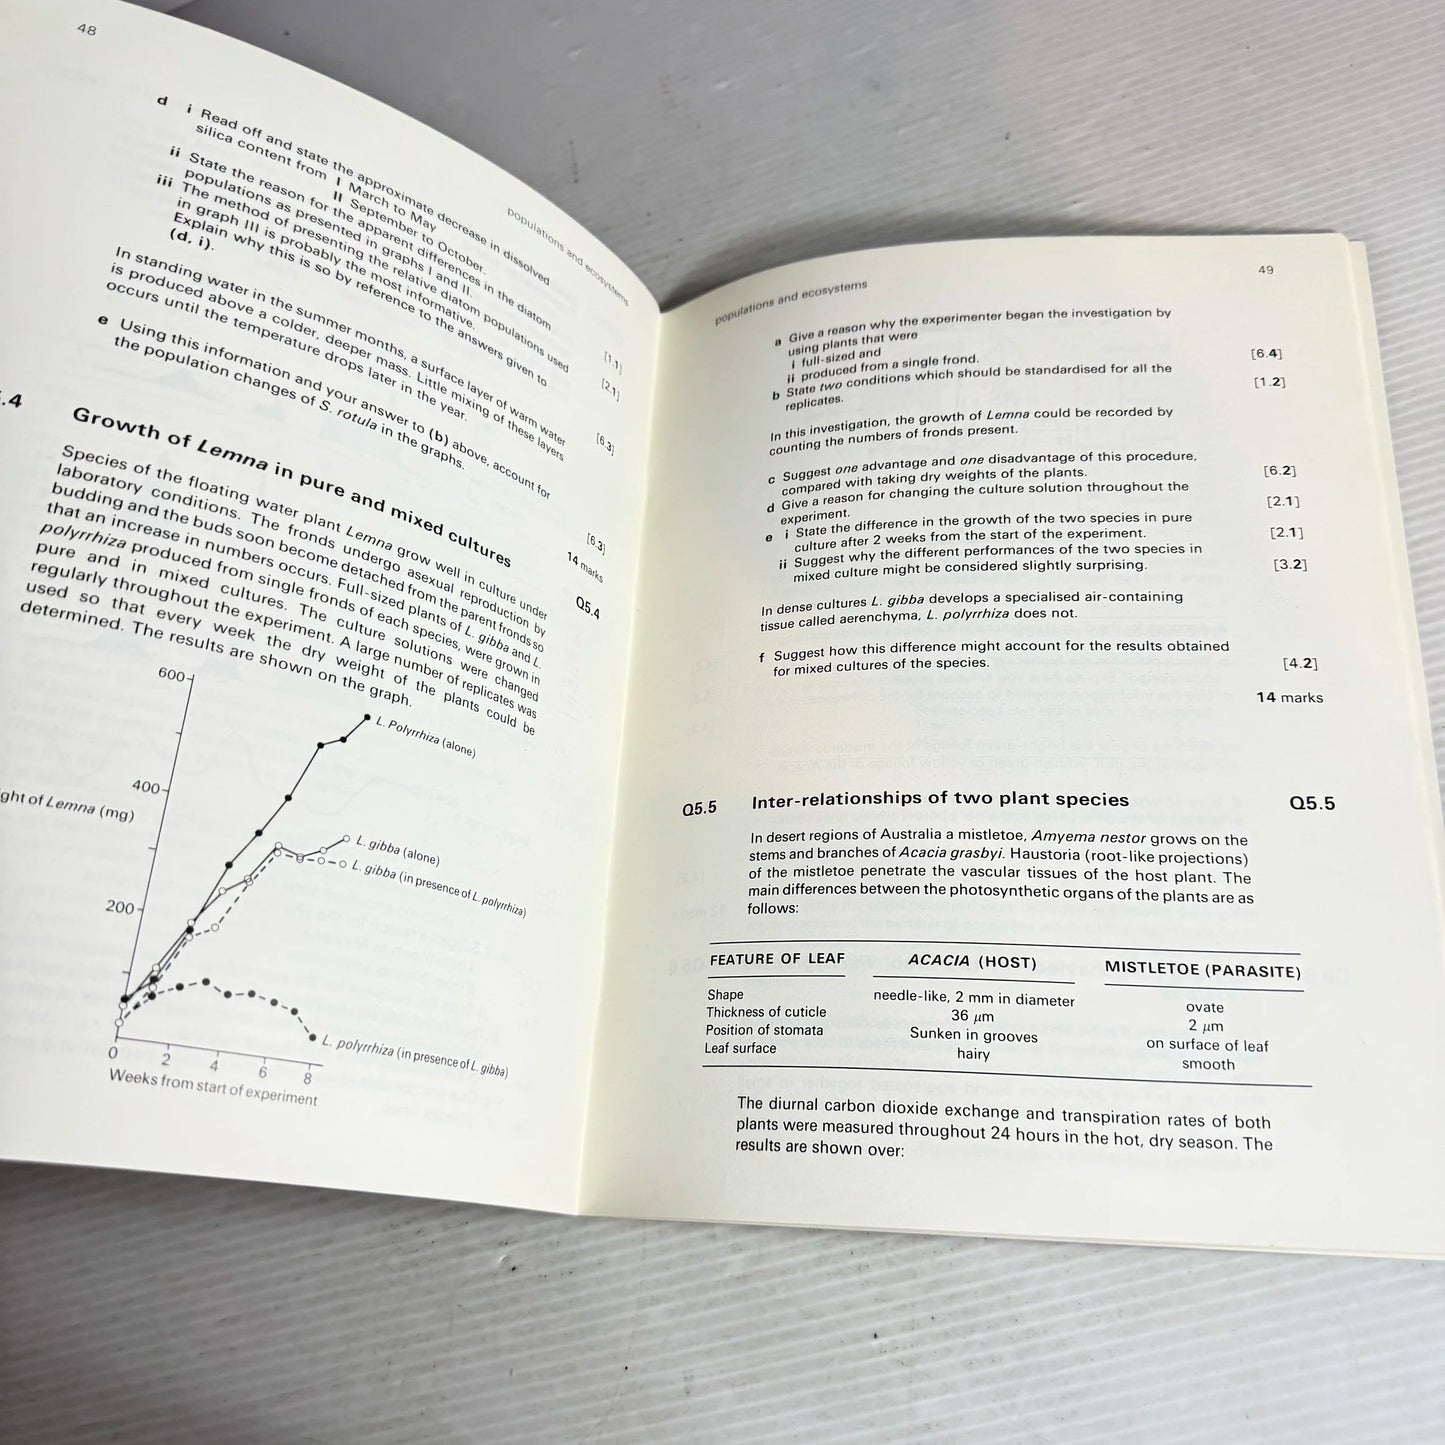 48
populations and ecosystems
d i Read off and state the approximate decrease in dissolved
silica content from I March to May
II September to October. [1.1]
ii State the reason for the apparent differences in the diatom
populations as presented in graphs I and II. [2.1]
iii The method of presenting the relative diatom populations used
in graph III is probably the most informative.
Explain why this is so by reference to the answers given to
(d, i). [6.3]
In standing water in the summer months, a surface layer of warm water
is produced above a colder, deeper mass. Little mixing of these layers
occurs until the temperature drops later in the year.
e Using this information and your answer to (b) above, account for
the population changes of S. rotula in the graphs. [6.3]
14 marks
5.4 Growth of Lemna in pure and mixed cultures Q5.4
Species of the floating water plant Lemna grow well in culture under
laboratory conditions. The fronds undergo asexual reproduction by
budding and the buds soon become detached from the parent fronds so
that an increase in numbers occurs. Full-sized plants of L. gibba and L.
polyrrhiza produced from single fronds of each species, were grown in
pure and in mixed cultures. The culture solutions were changed
regularly throughout the experiment. A large number of replicates was
used so that every week the dry weight of the plants could be
determined. The results are shown on the graph.
600
400
200
ght of Lemna (mg)
L. Polyrrhiza (alone)
L. gibba (alone)
L. gibba (in presence of L. polyrrhiza)
L. polyrrhiza (in presence of L. gibba)
0 2 4 6 8
Weeks from start of experiment
49
populations and ecosystems
a Give a reason why the experimenter began the investigation by
using plants that were
i full-sized and
ii produced from a single frond. [6.4]
b State two conditions which should be standardised for all the
replicates. [1.2]
In this investigation, the growth of Lemna could be recorded by
counting the numbers of fronds present.
c Suggest one advantage and one disadvantage of this procedure,
compared with taking dry weights of the plants. [6.2]
d Give a reason for changing the culture solution throughout the
experiment. [2.1]
e i State the difference in the growth of the two species in pure
culture after 2 weeks from the start of the experiment. [2.1]
ii Suggest why the different performances of the two species in
mixed culture might be considered slightly surprising. [3.2]
In dense cultures L. gibba develops a specialised air-containing
tissue called aerenchyma, L. polyrrhiza does not.
f Suggest how this difference might account for the results obtained
for mixed cultures of the species. [4.2]
14 marks
Q5.5 Inter-relationships of two plant species Q5.5
In desert regions of Australia a mistletoe, Amyema nestor grows on the
stems and branches of Acacia grasbyi. Haustoria (root-like projections)
of the mistletoe penetrate the vascular tissues of the host plant. The
main differences between the photosynthetic organs of the plants are as
follows:
FEATURE OF LEAF ACACIA (HOST) MISTLETOE (PARASITE)
Shape needle-like, 2 mm in diameter ovate
Thickness of cuticle 36 μm 2 μm
Position of stomata Sunken in grooves on surface of leaf
Leaf surface hairy smooth
The diurnal carbon dioxide exchange and transpiration rates of both
plants were measured throughout 24 hours in the hot, dry season. The
results are shown over: